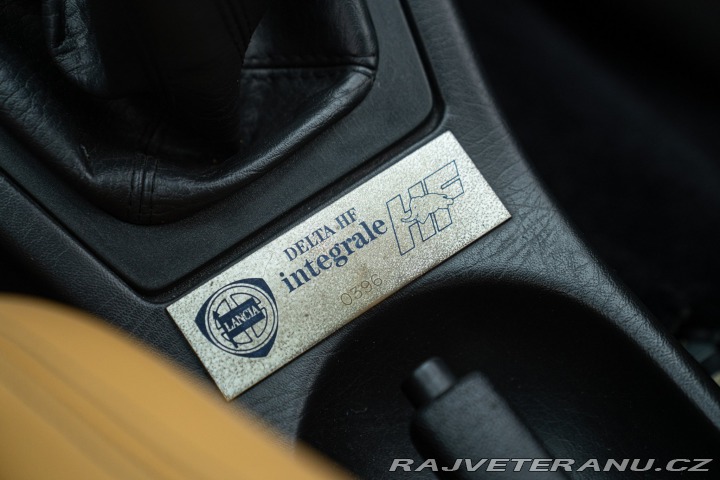 DELTA HF
integrale
HF
0396
LANCIA
RAJVETERANU.CZ